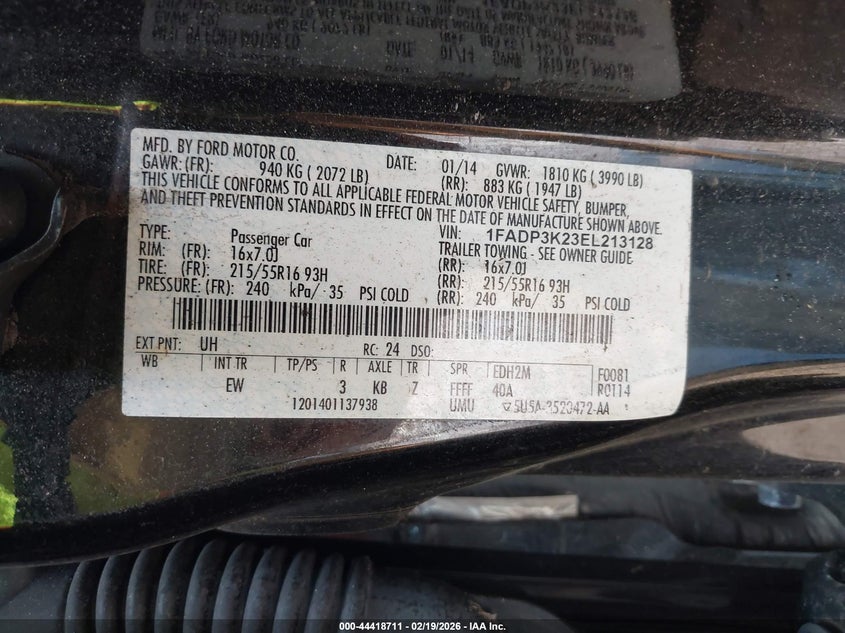 MFD. BY FORD MOTOR CO. DATE: 01/14 GVWR: 1810 KG ( 3990 LB)
GAWR: (FR): 940 KG ( 2072 LB) (RR): 883 KG ( 1947 LB)
THIS VEHICLE CONFORMS TO ALL APPLICABLE FEDERAL MOTOR VEHICLE SAFETY, BUMPER,
AND THEFT PREVENTION STANDARDS IN EFFECT ON THE DATE OF MANUFACTURE SHOWN ABOVE.
VIN: 1FADP3K23EL213128
TYPE: Passenger Car TRAILER TOWING - SEE OWNER GUIDE
RIM: (FR): 16x7.0J (RR): 16x7.0J
TIRE: (FR): 215/55R16 93H (RR): 215/55R16 93H
PRESSURE: (FR): 240 kPa/ 35 PSI COLD (RR): 240 kPa/ 35 PSI COLD
EXT PNT: UH RC: 24 DSO:
WB INT TR TP/PS R AXLE TR SPR EDH2M F0081
EW 3 KB Z FFFF 40A R0114
1201401137938 UMU 5U5A-3520472-AA
000-44418711 - 02/19/2026 - IAA Inc.